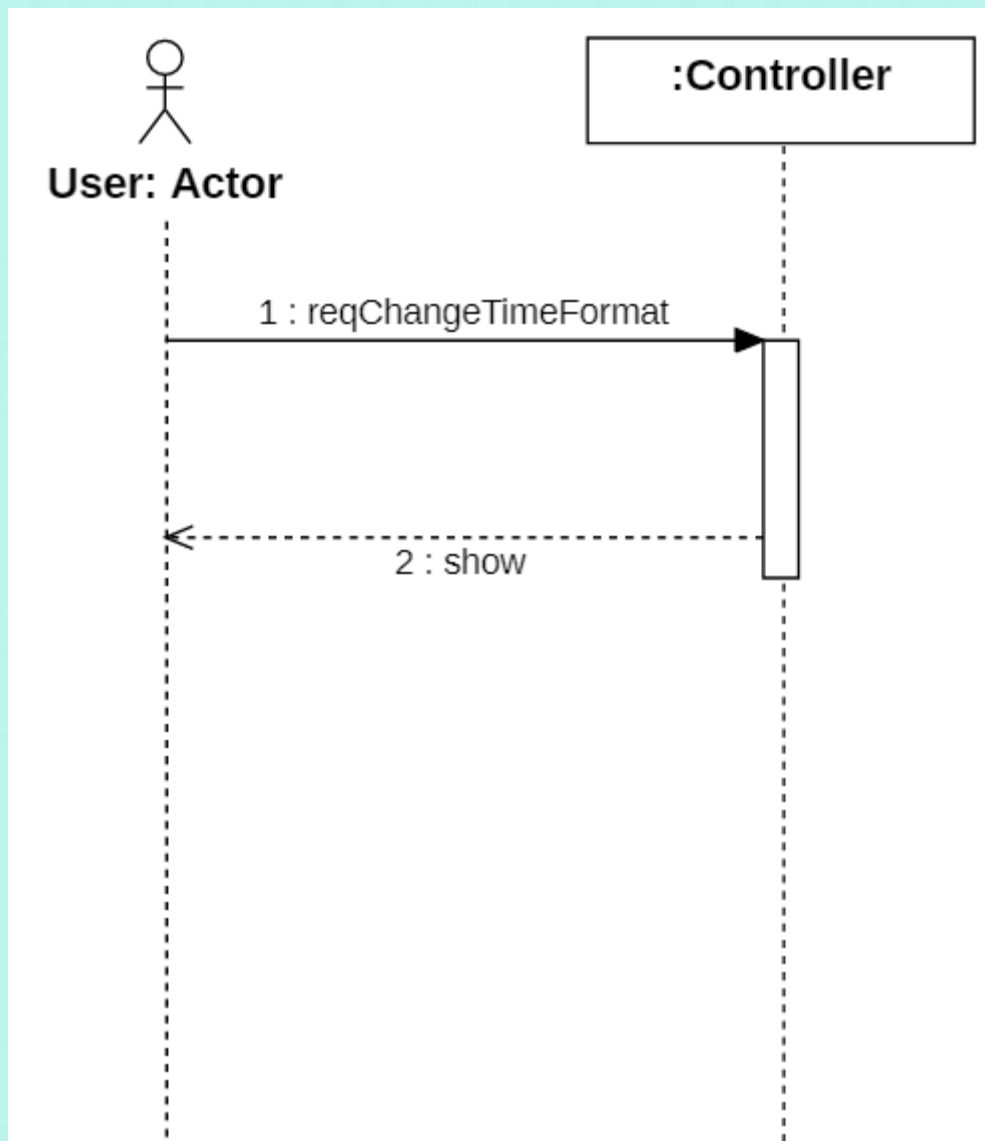 :Controller
User: Actor
1 : reqChangeTimeFormat
2 : show